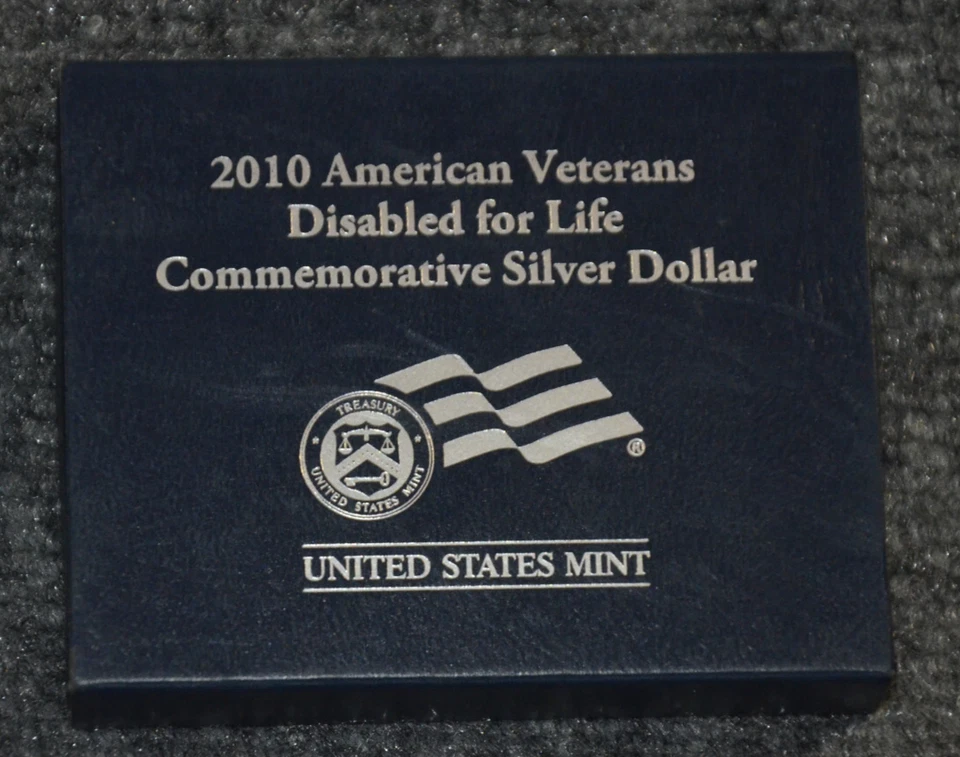 2010 American Veterans
Disabled for Life
Commemorative Silver Dollar
TREASURY
UNITED STATES MINT
®
UNITED STATES MINT